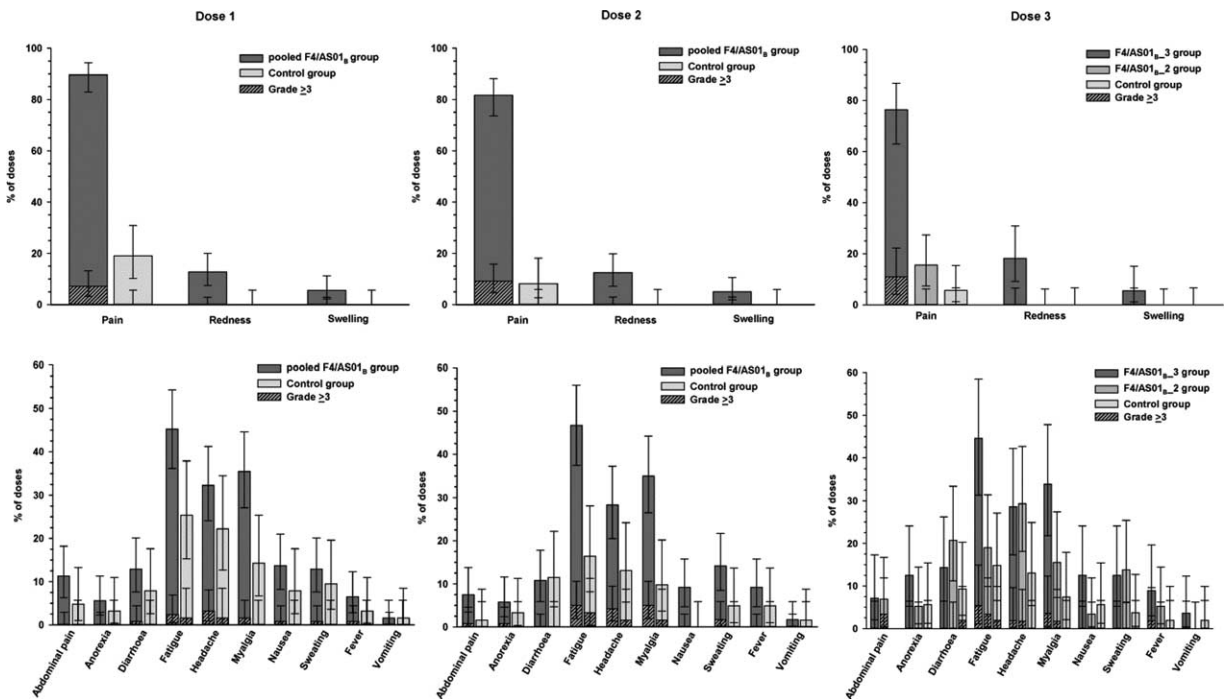 Dose 1
Dose 2
Dose 3
% of doses
100
80
60
40
20
0
pooled F4/AS01B group
Control group
Grade ≥3
Pain
Redness
Swelling
% of doses
100
80
60
40
20
0
pooled F4/AS01B group
Control group
Grade ≥3
Pain
Redness
Swelling
% of doses
100
80
60
40
20
0
F4/AS01B_3 group
F4/AS01B_2 group
Control group
Grade ≥3
Pain
Redness
Swelling
% of doses
60
50
40
30
20
10
0
pooled F4/AS01B group
Control group
Grade ≥3
Abdominal pain
Anorexia
Diarrhoea
Fatigue
Headache
Myalgia
Nausea
Sweating
Fever
Vomiting
% of doses
60
50
40
30
20
10
0
pooled F4/AS01B group
Control group
Grade ≥3
Abdominal pain
Anorexia
Diarrhoea
Fatigue
Headache
Myalgia
Nausea
Sweating
Fever
Vomiting
% of doses
60
50
40
30
20
10
0
F4/AS01B_3 group
F4/AS01B_2 group
Control group
Grade ≥3
Abdominal pain
Anorexia
Diarrhoea
Fatigue
Headache
Myalgia
Nausea
Sweating
Fever
Vomiting